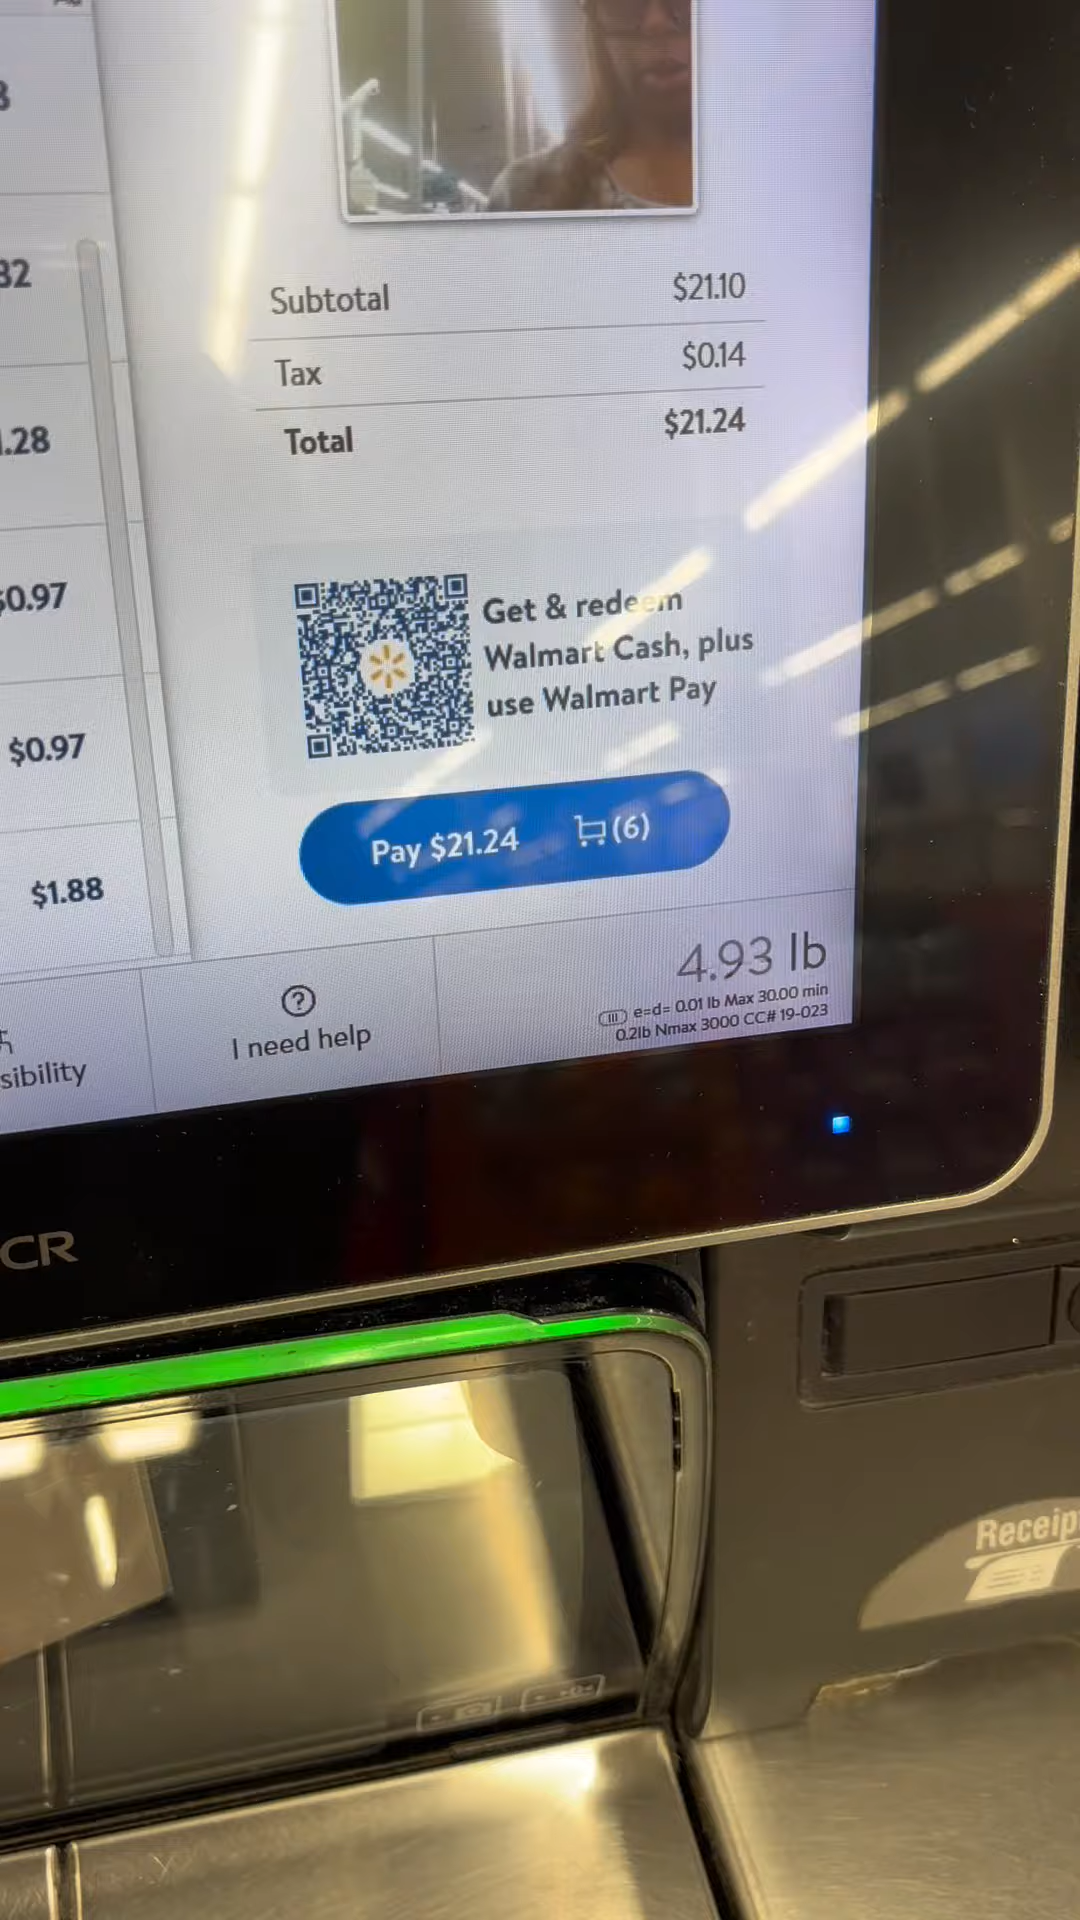 32
.28
$0.97
$0.97
$1.88
Subtotal $21.10
Tax $0.14
Total $21.24
Get & redeem
Walmart Cash, plus
use Walmart Pay
Pay $21.24 (6)
4.93 lb
e=d= 0.01 lb Max 30.00 min
0.2lb Nmax 3000 CC# 19-023
sibility
I need help
CR
Receip